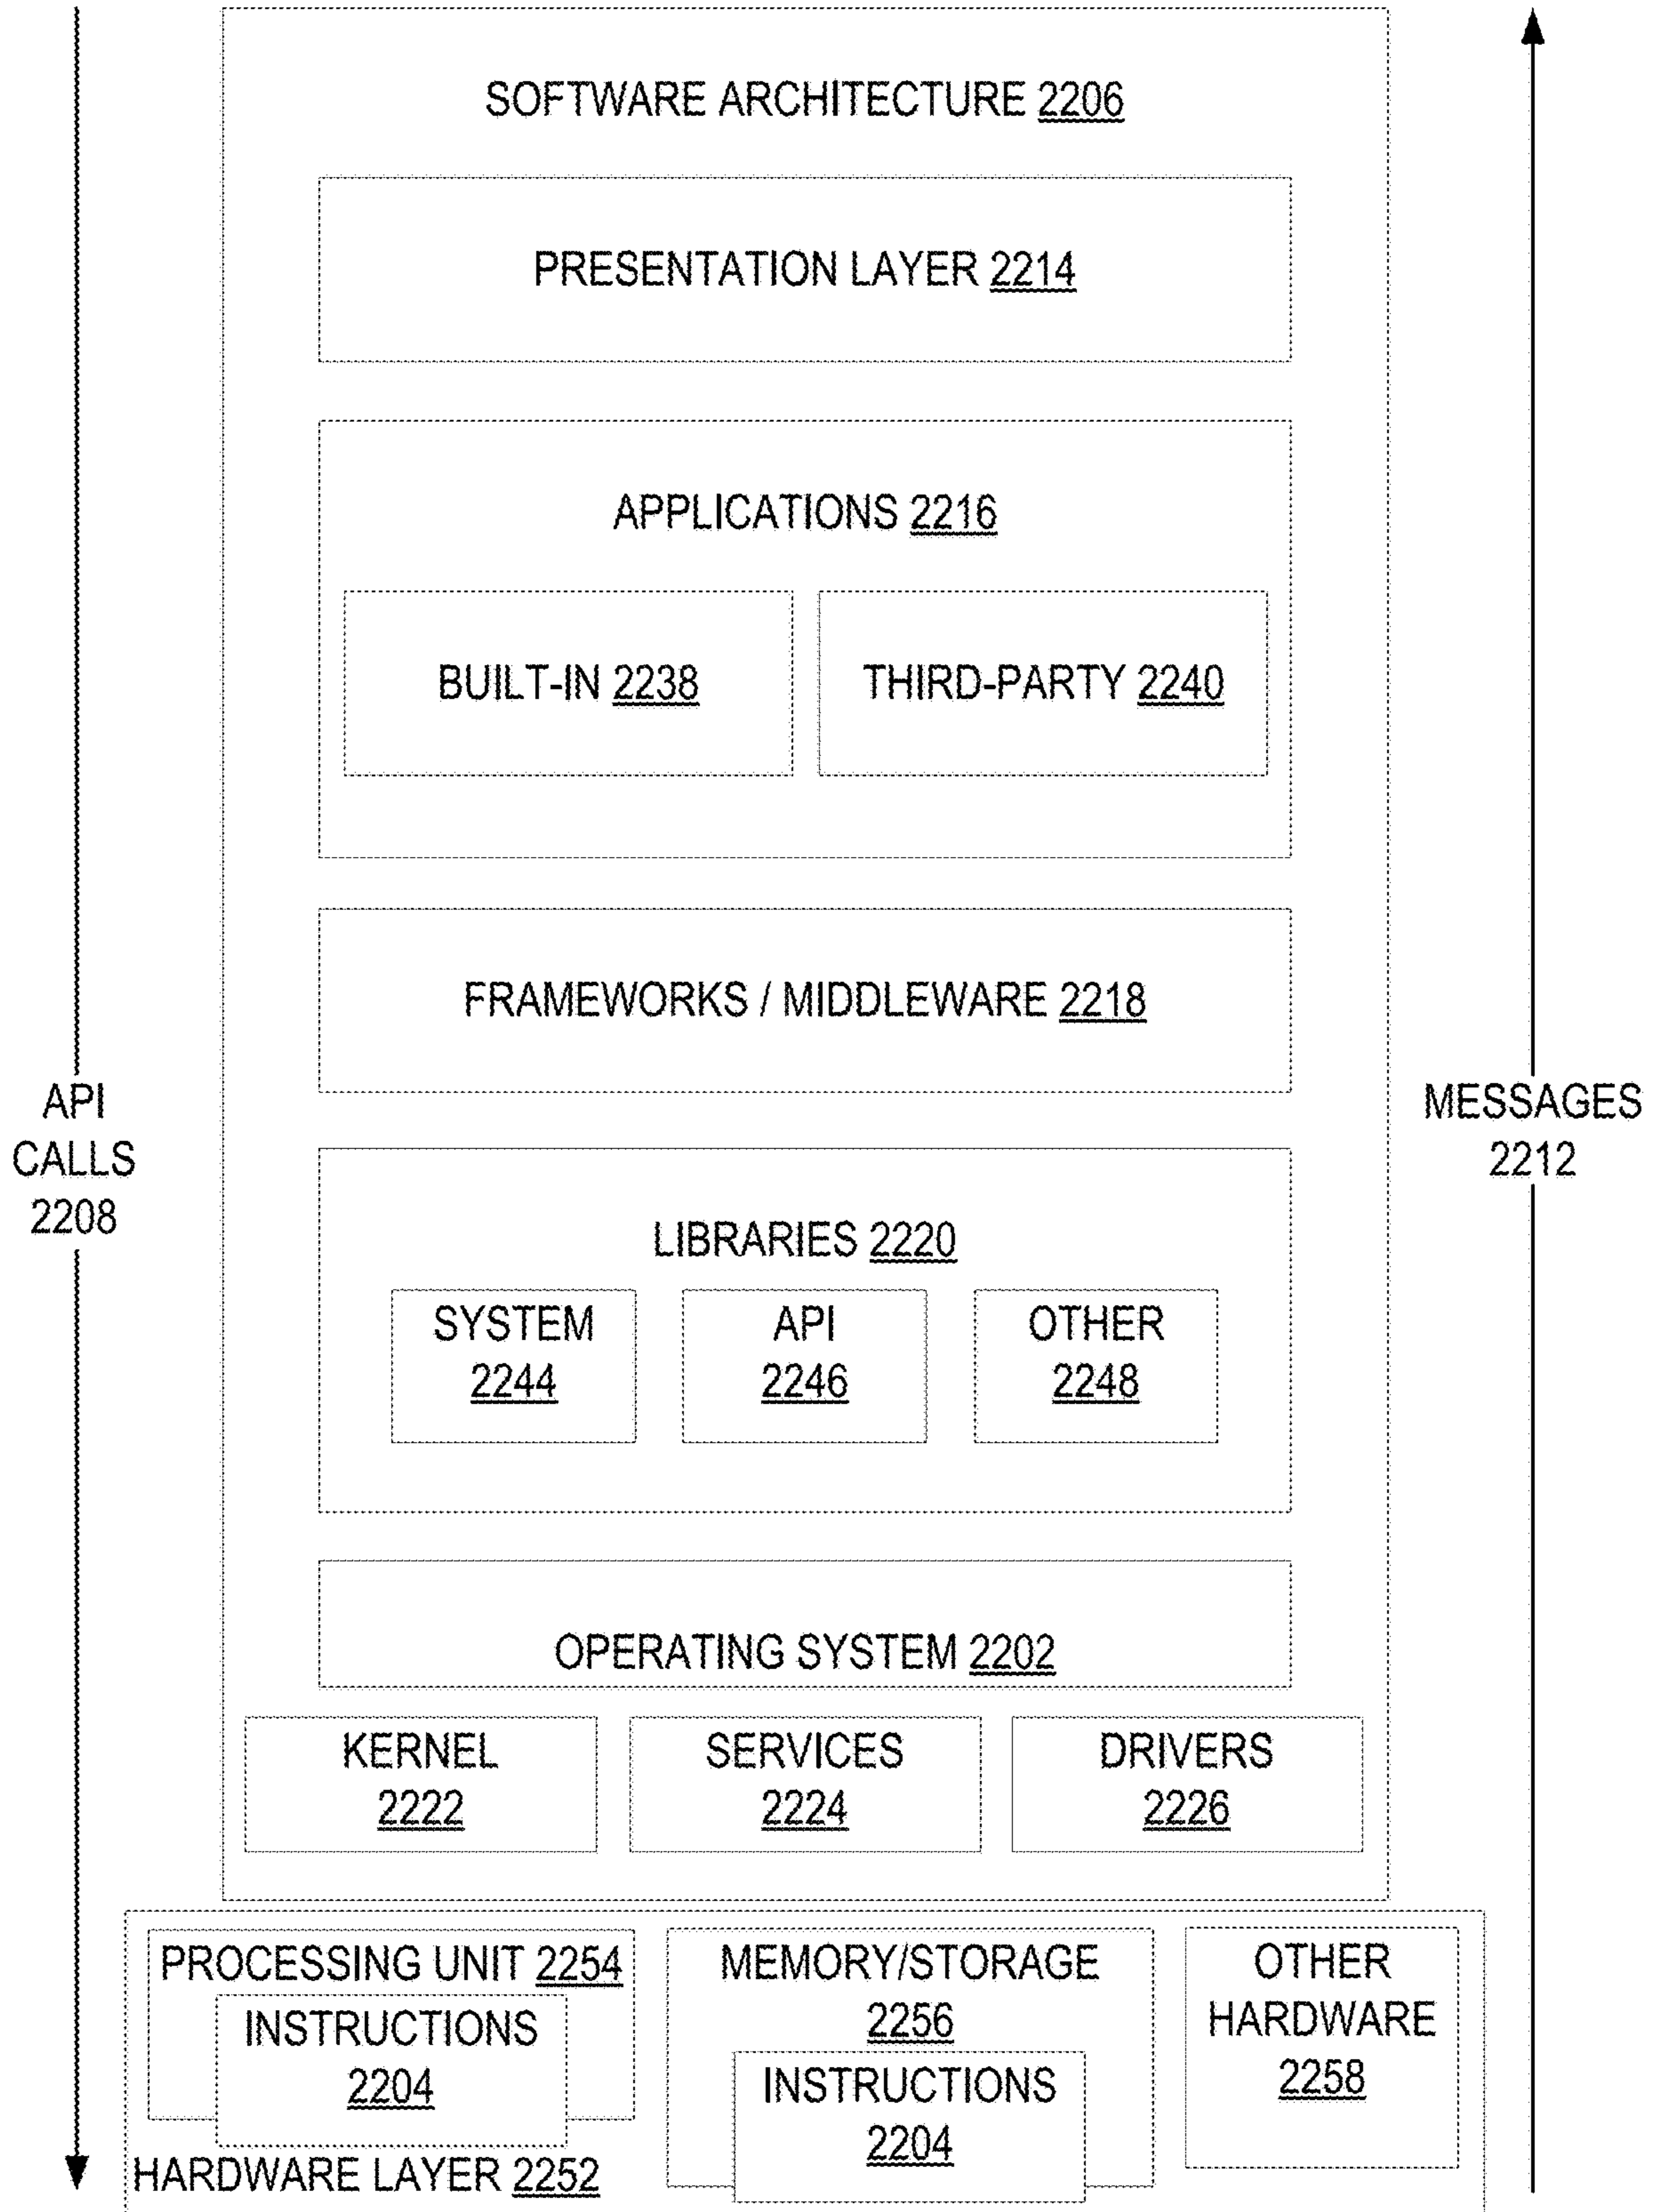 SOFTWARE ARCHITECTURE 2206
PRESENTATION LAYER 2214
APPLICATIONS 2216
BUILT-IN 2238
THIRD-PARTY 2240
FRAMEWORKS / MIDDLEWARE 2218
API
CALLS
2208
MESSAGES
2212
LIBRARIES 2220
SYSTEM
2244
API
2246
OTHER
2248
OPERATING SYSTEM 2202
KERNEL
2222
SERVICES
2224
DRIVERS
2226
PROCESSING UNIT 2254
INSTRUCTIONS
2204
MEMORY/STORAGE
2256
INSTRUCTIONS
2204
OTHER
HARDWARE
2258
HARDWARE LAYER 2252